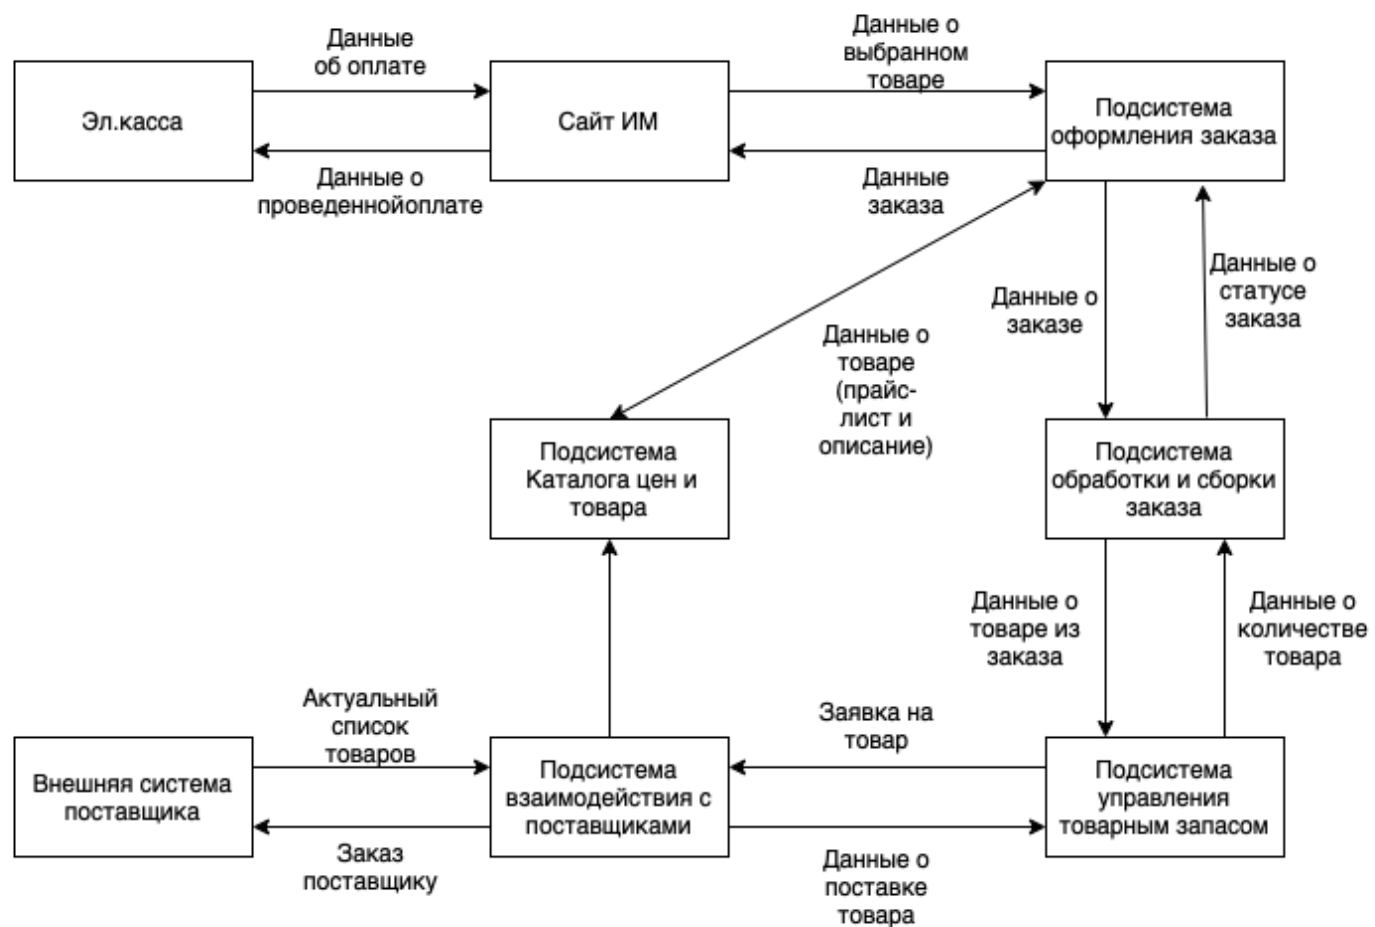 Данные
об оплате
Данные о
выбранном
товаре
Эл.касса
Сайт ИМ
Подсистема
оформления заказа
Данные о
проведеннойоплате
Данные
заказа
Данные о
заказе
Данные о
статусе
заказа
Данные о
товаре
(прайс-
лист и
описание)
Подсистема
Каталога цен и
товара
Подсистема
обработки и сборки
заказа
Данные о
товаре из
заказа
Данные о
количестве
товара
Актуальный
список
товаров
Заявка на
товар
Внешняя система
поставщика
Подсистема
взаимодействия с
поставщиками
Подсистема
управления
товарным запасом
Заказ
поставщику
Данные о
поставке
товара